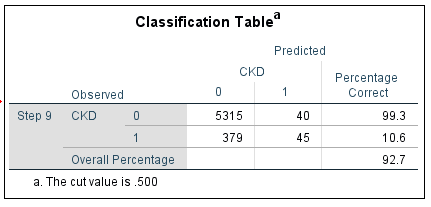 Classification Tableᵃ
Predicted
CKD Percentage Correct
Observed 0 1
Step 9 CKD 0 5315 40 99.3
1 379 45 10.6
Overall Percentage 92.7
a. The cut value is .500